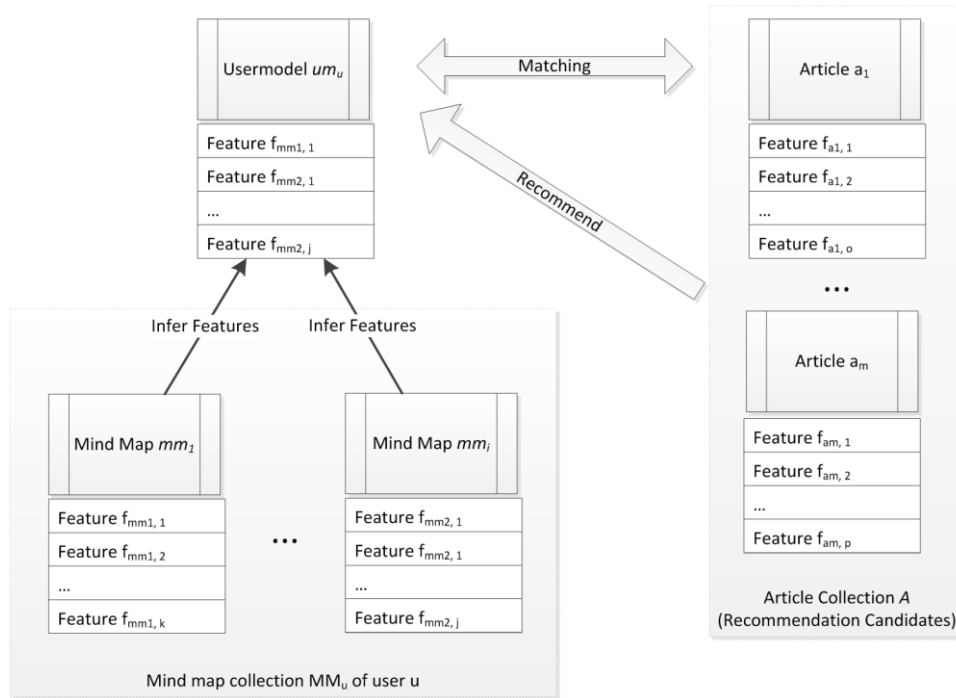 Usermodel um_u
Feature f_mm1, 1
Feature f_mm2, 1
...
Feature f_mm2, j
Matching
Recommend
Article a_1
Feature f_a1, 1
Feature f_a1, 2
...
Feature f_a1, o
...
Article a_m
Feature f_am, 1
Feature f_am, 2
...
Feature f_am, p
Article Collection A
(Recommendation Candidates)
Infer Features
Infer Features
Mind Map mm_1
Feature f_mm1, 1
Feature f_mm1, 2
...
Feature f_mm1, k
...
Mind Map mm_i
Feature f_mm2, 1
Feature f_mm2, 1
...
Feature f_mm2, j
Mind map collection MM_u of user u